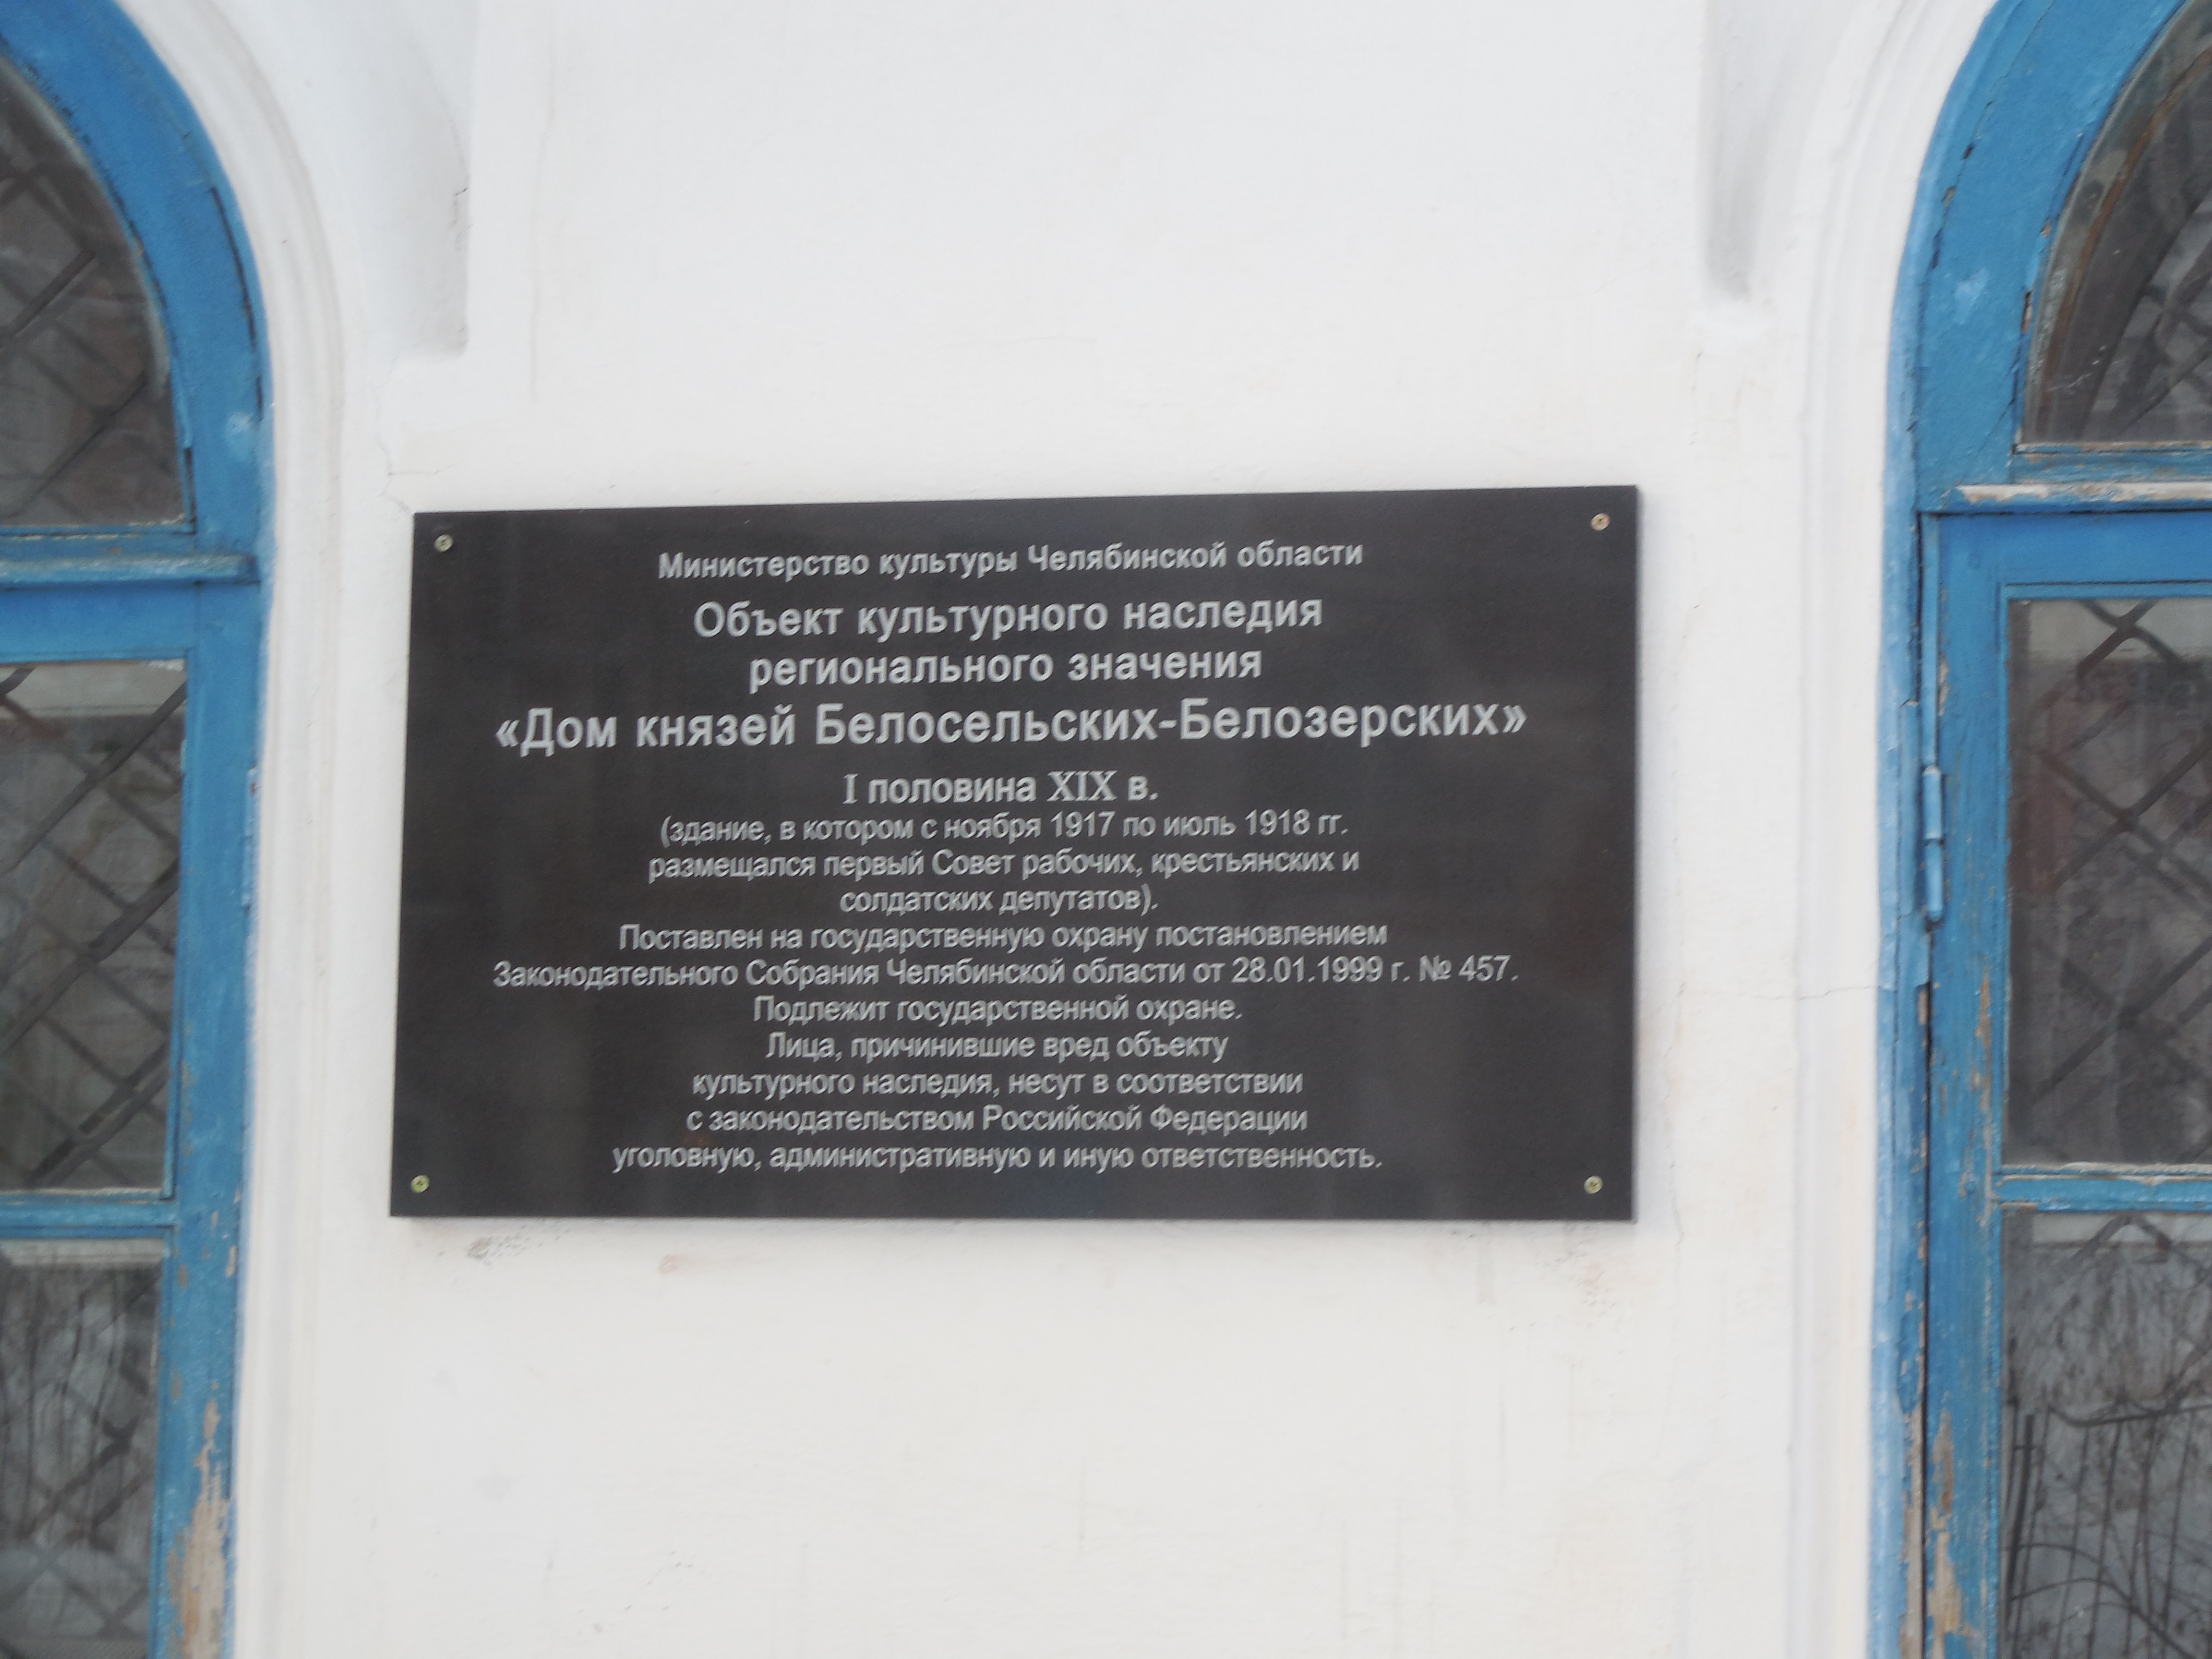 Министерство культуры Челябинской области
Объект культурного наследия
регионального значения
«Дом князей Белосельских-Белозерских»
I половина XIX в.
(здание, в котором с ноября 1917 по июль 1918 гг.
размещался первый Совет рабочих, крестьянских и
солдатских депутатов).
Поставлен на государственную охрану постановлением
Законодательного Собрания Челябинской области от 28.01.1999 г. № 457.
Подлежит государственной охране.
Лица, причинившие вред объекту
культурного наследия, несут в соответствии
с законодательством Российской Федерации
уголовную, административную и иную ответственность.